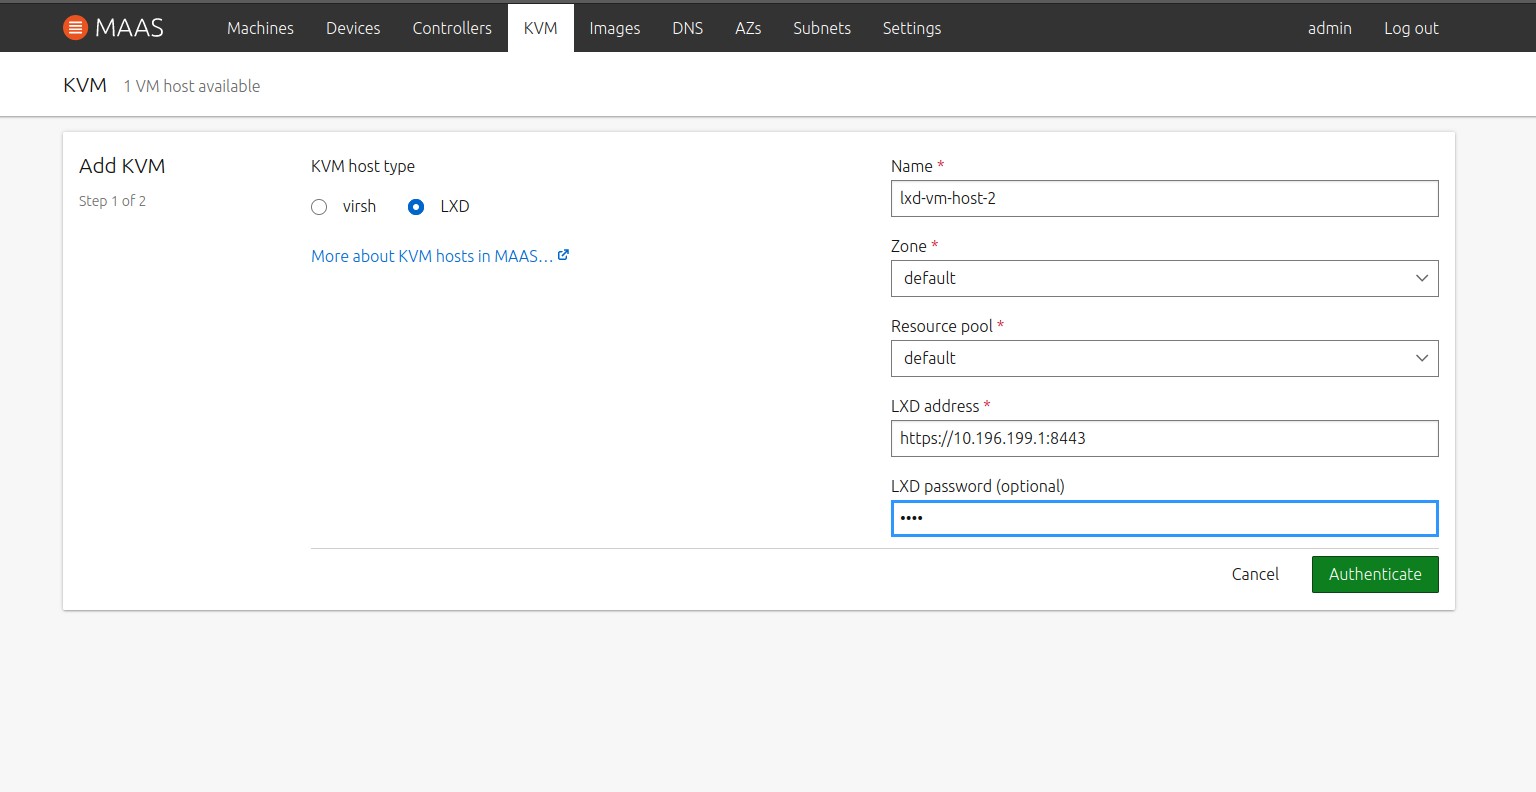 MAAS Machines Devices Controllers KVM Images DNS AZs Subnets Settings admin Log out
KVM 1 VM host available
Add KVM
Step 1 of 2
KVM host type
virsh LXD
More about KVM hosts in MAAS…
Name *
lxd-vm-host-2
Zone *
default
Resource pool *
default
LXD address *
https://10.196.199.1:8443
LXD password (optional)
••••
Cancel Authenticate